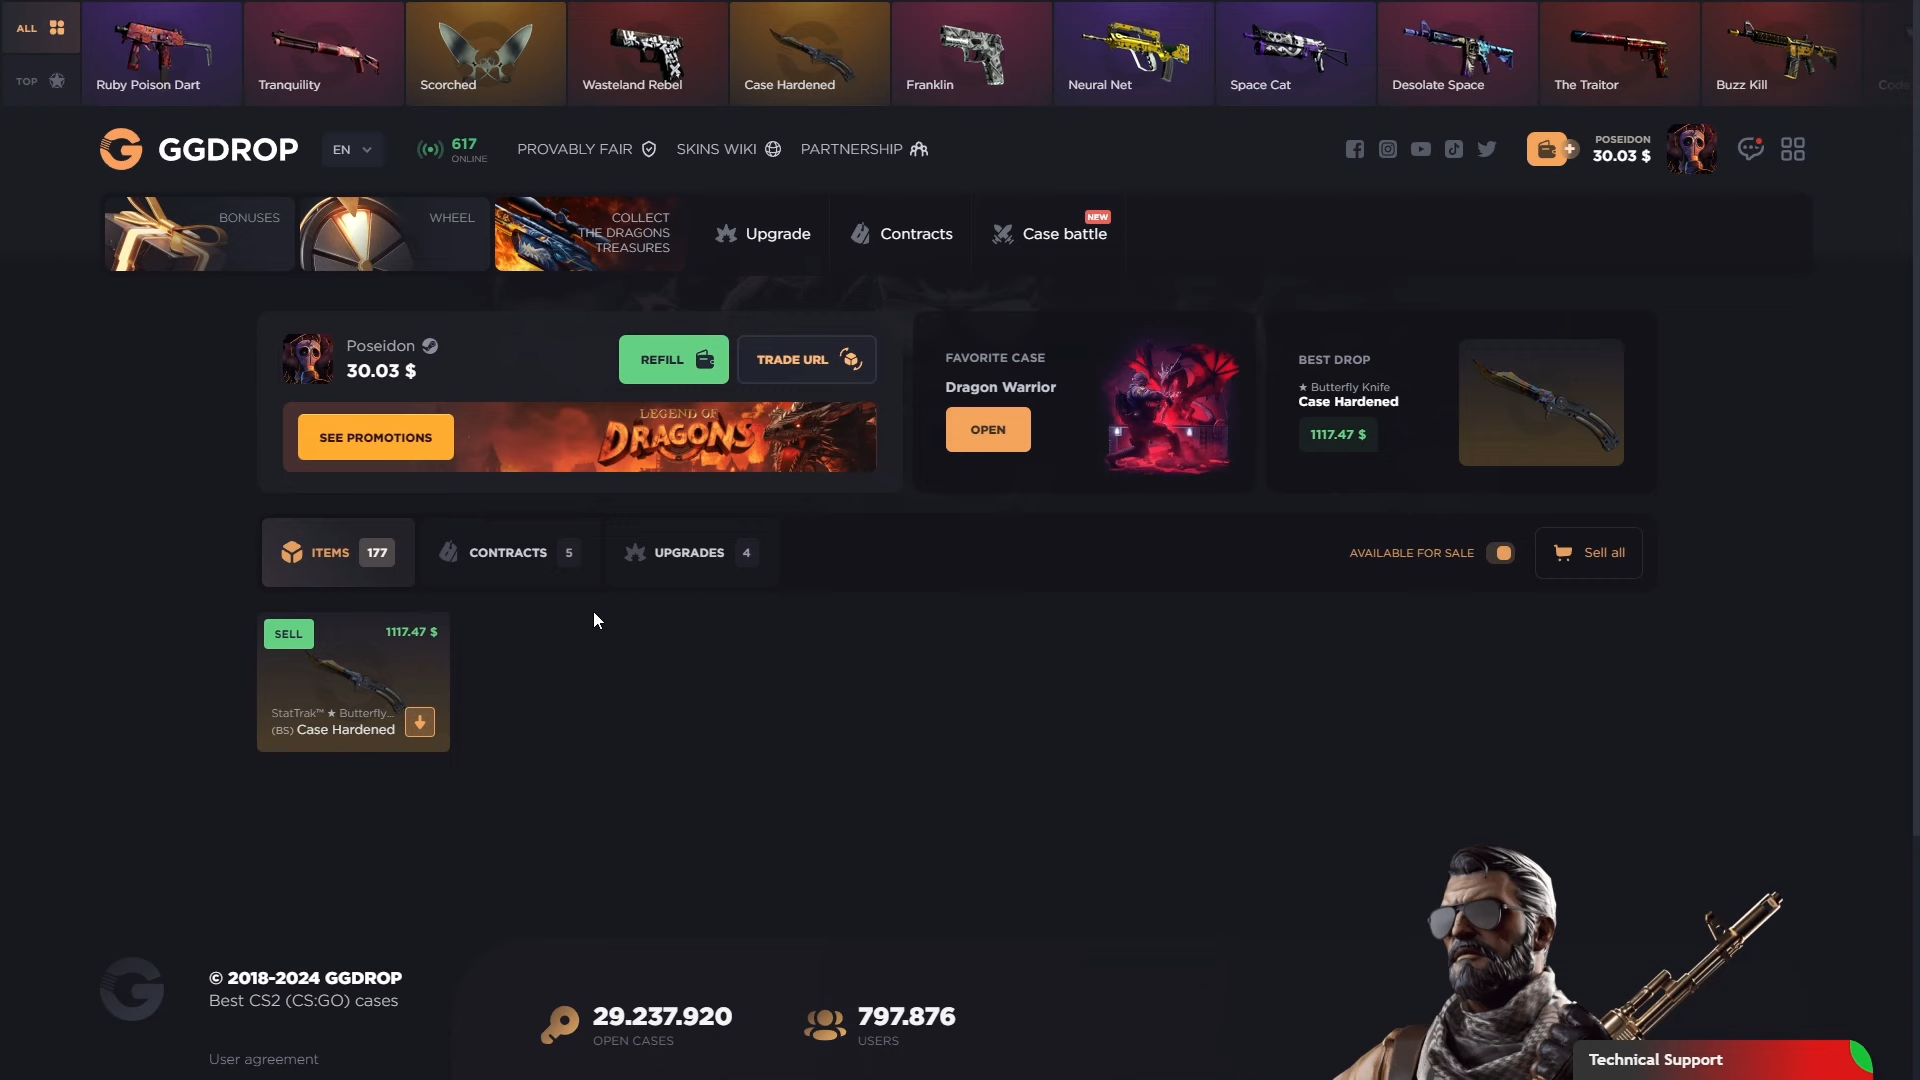 ALL
TOP
Ruby Poison Dart
Tranquility
Scorched
Wasteland Rebel
Case Hardened
Franklin
Neural Net
Space Cat
Desolate Space
The Traitor
Buzz Kill
Code
GGDROP
EN
617
ONLINE
PROVABLY FAIR
SKINS WIKI
PARTNERSHIP
POSEIDON
30.03 $
BONUSES
WHEEL
COLLECT
THE DRAGONS
TREASURES
Upgrade
Contracts
NEW
Case battle
Poseidon
30.03 $
REFILL
TRADE URL
SEE PROMOTIONS
LEGEND OF
DRAGONS
FAVORITE CASE
Dragon Warrior
OPEN
BEST DROP
★ Butterfly Knife
Case Hardened
1117.47 $
ITEMS 177
CONTRACTS 5
UPGRADES 4
AVAILABLE FOR SALE
Sell all
SELL
1117.47 $
StatTrak™ ★ Butterfly...
(BS) Case Hardened
© 2018-2024 GGDROP
Best CS2 (CS:GO) cases
User agreement
29.237.920
OPEN CASES
797.876
USERS
Technical Support